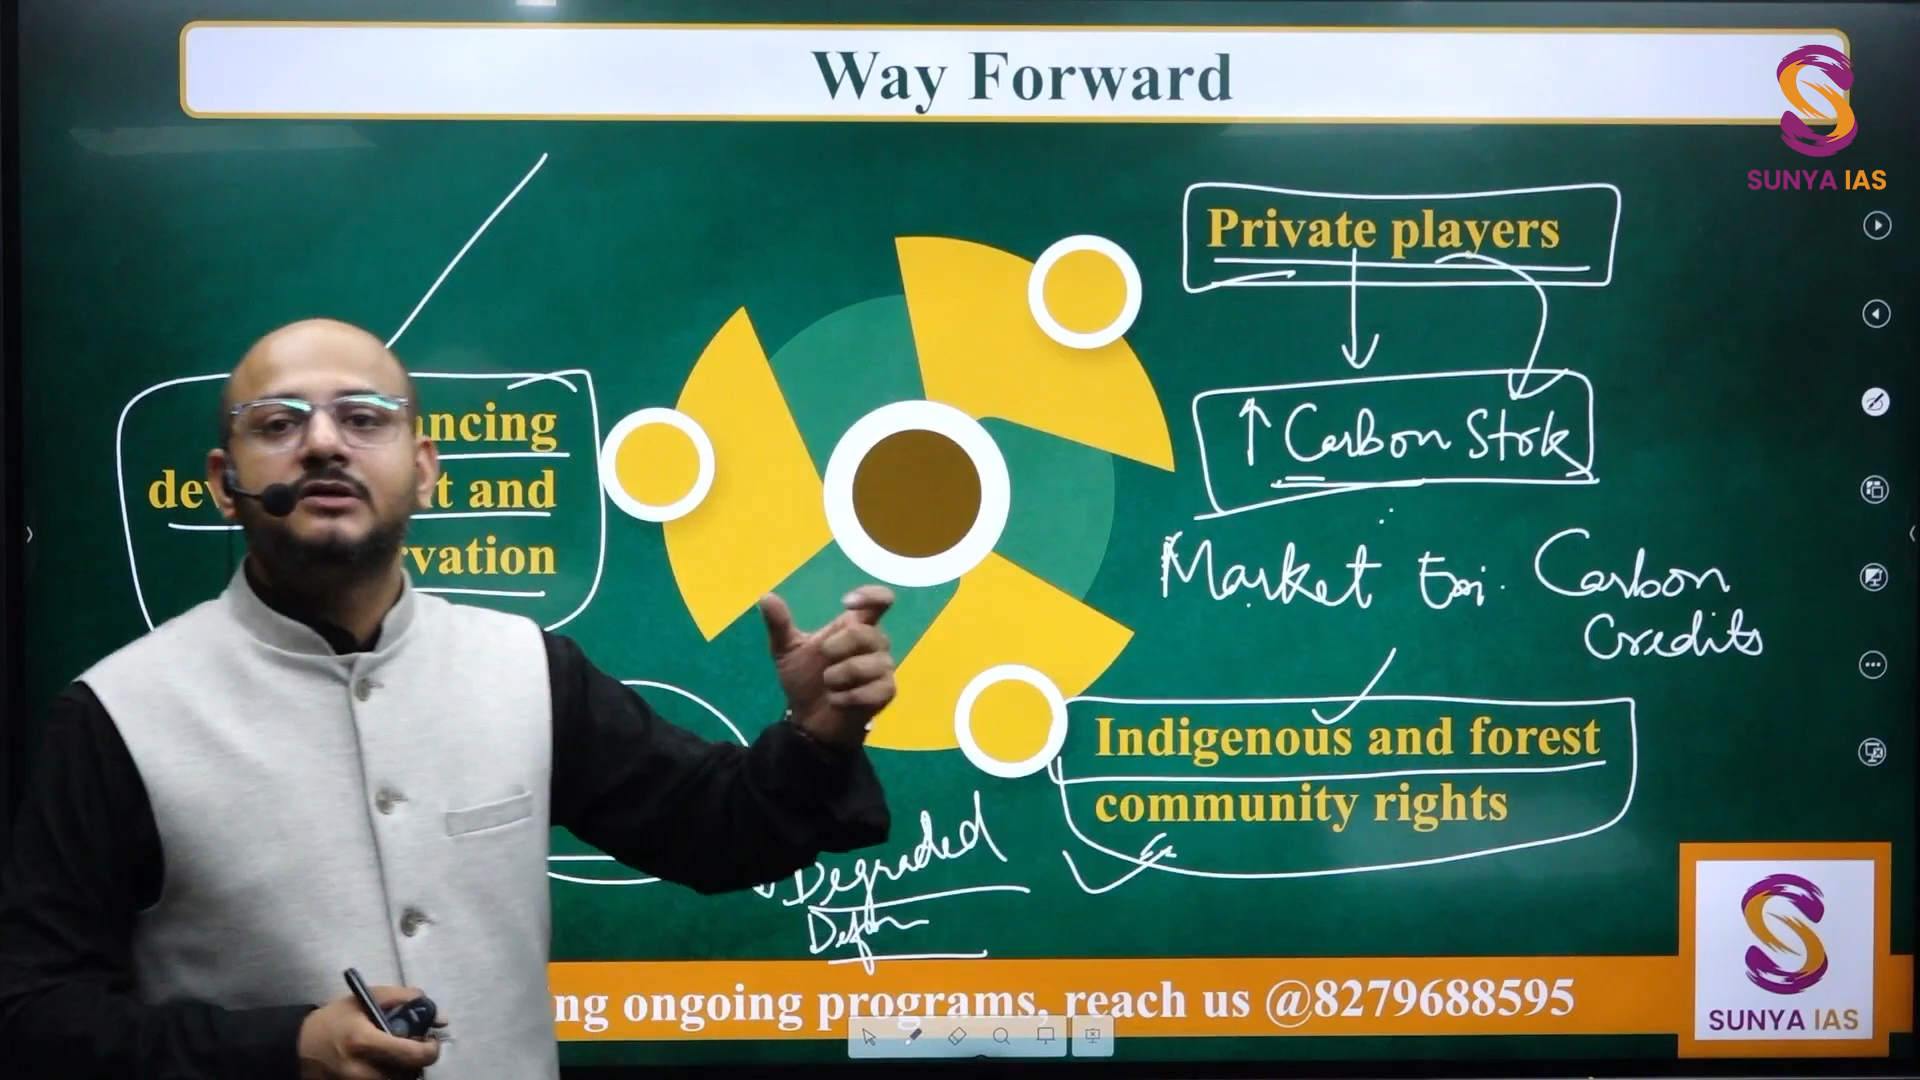 Way Forward
SUNYA IAS
Private players
↑ Carbon Stok
Market Carbon
Credits
ancing
dev t and
rvation
Indigenous and forest
community rights
Degraded
ng ongoing programs, reach us @8279688595
SUNYA IAS